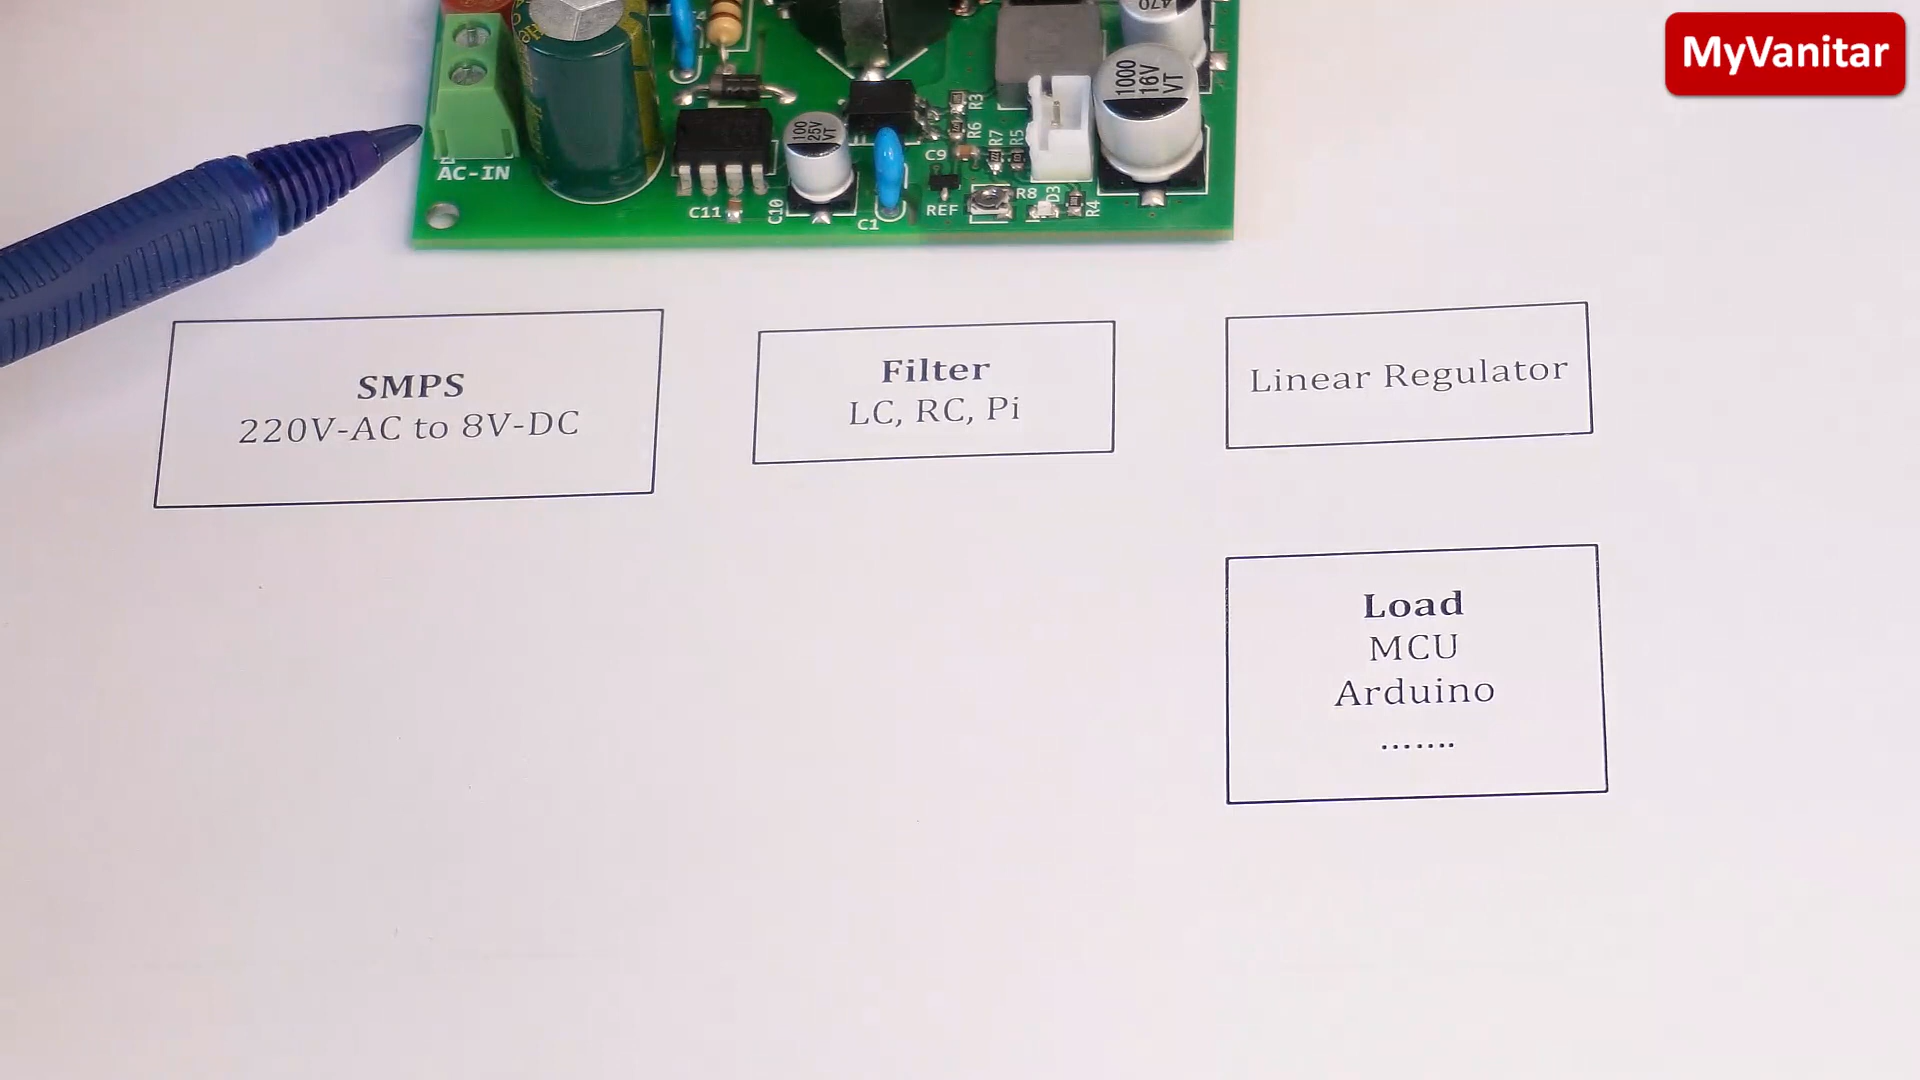 MyVanitar
470
1000
16V
VT
100
25V
VT
R3
R6
R7
R5
C9
AC-IN
C11
C10
C1
REF
R8
D3
R4
SMPS
220V-AC to 8V-DC
Filter
LC, RC, Pi
Linear Regulator
Load
MCU
Arduino
.......